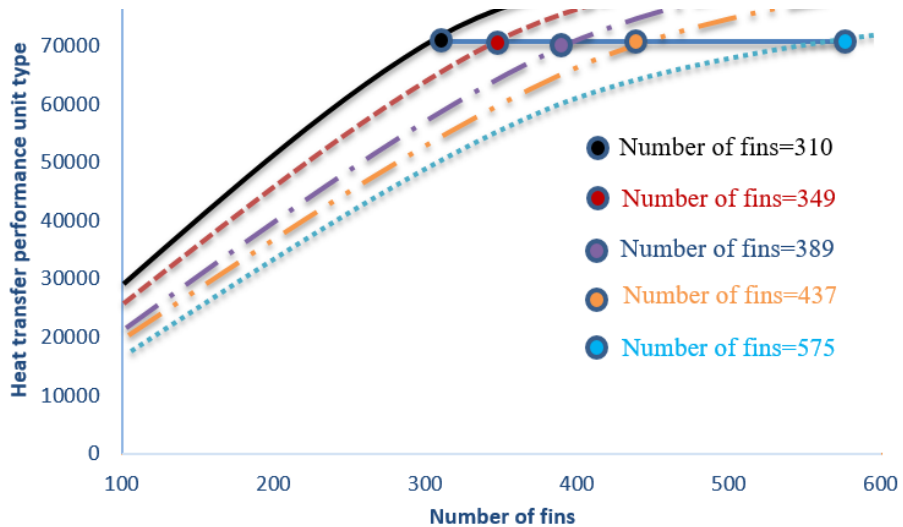 Heat transfer performance unit type
70000
60000
50000
40000
30000
20000
10000
0
Number of fins=310
Number of fins=349
Number of fins=389
Number of fins=437
Number of fins=575
100 200 300 400 500 600
Number of fins